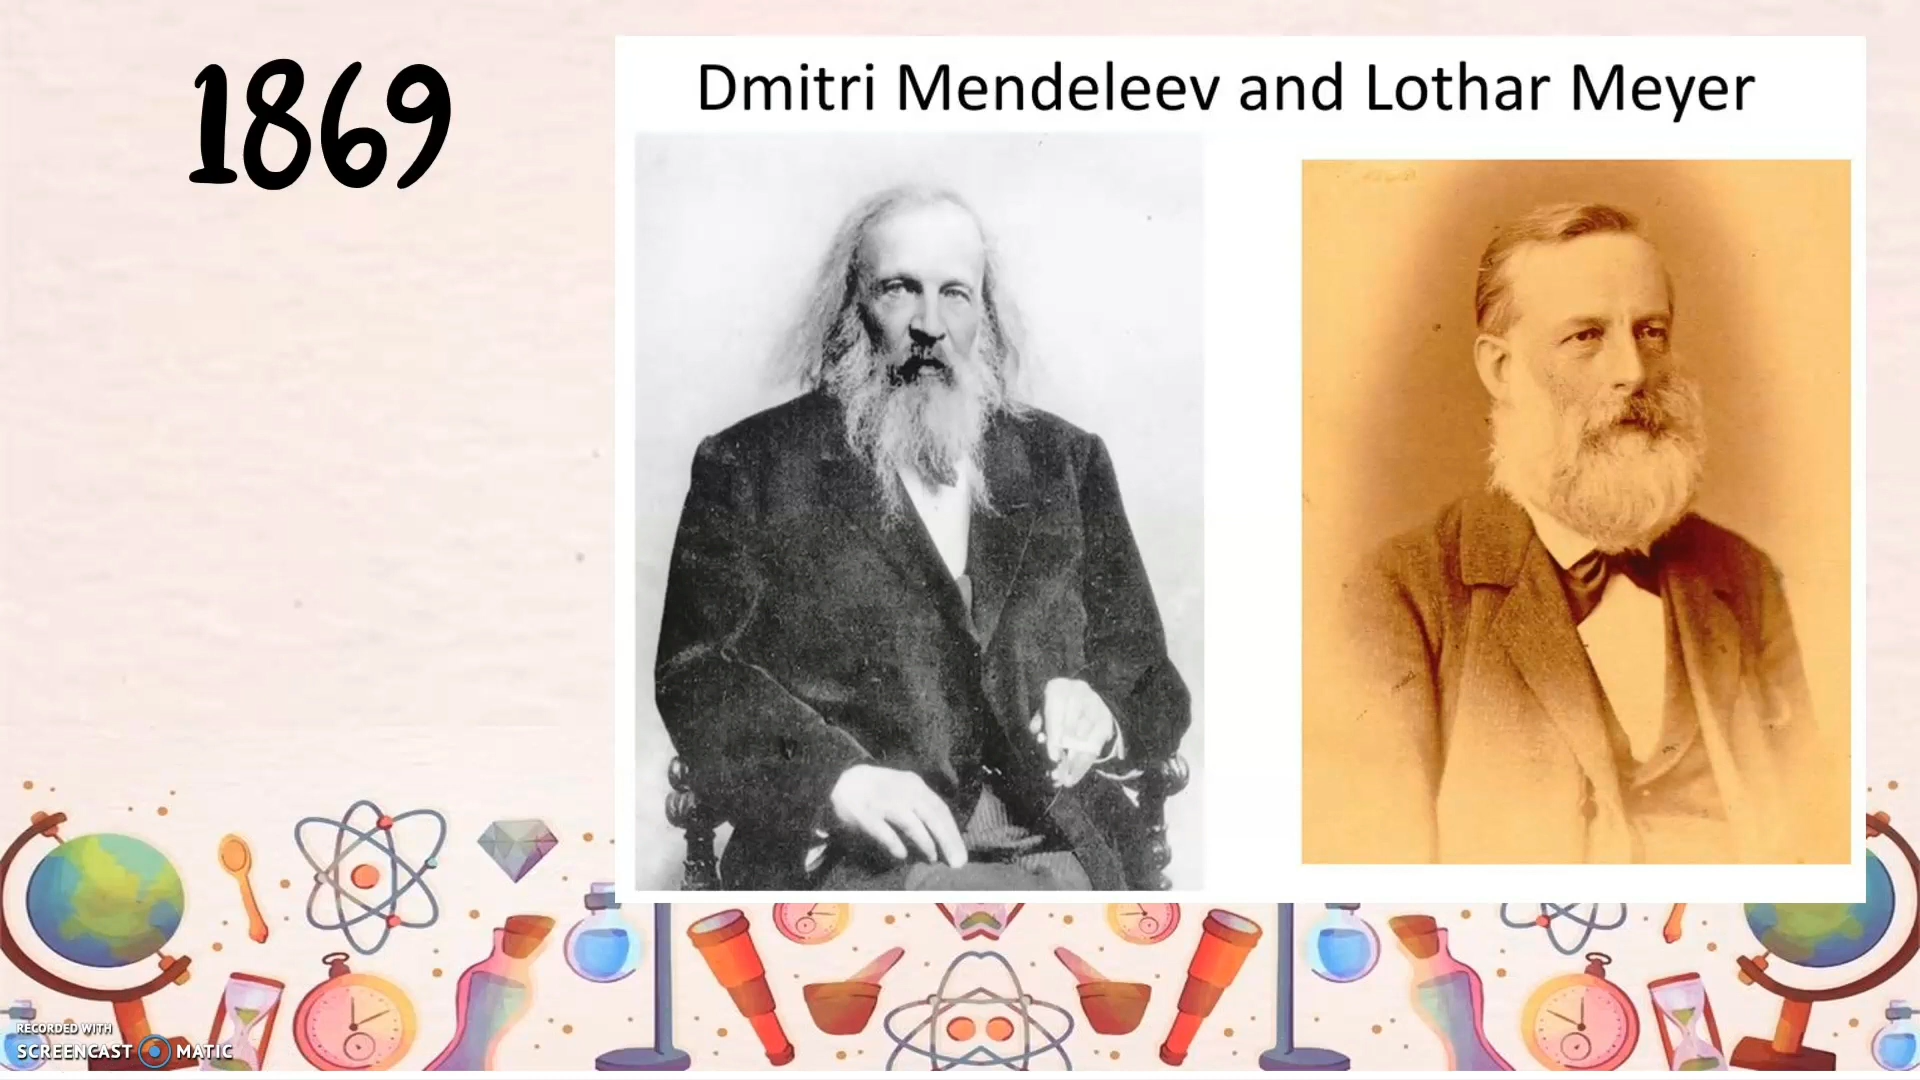 1869
Dmitri Mendeleev and Lothar Meyer
RECORDED WITH
SCREENCAST MATIC